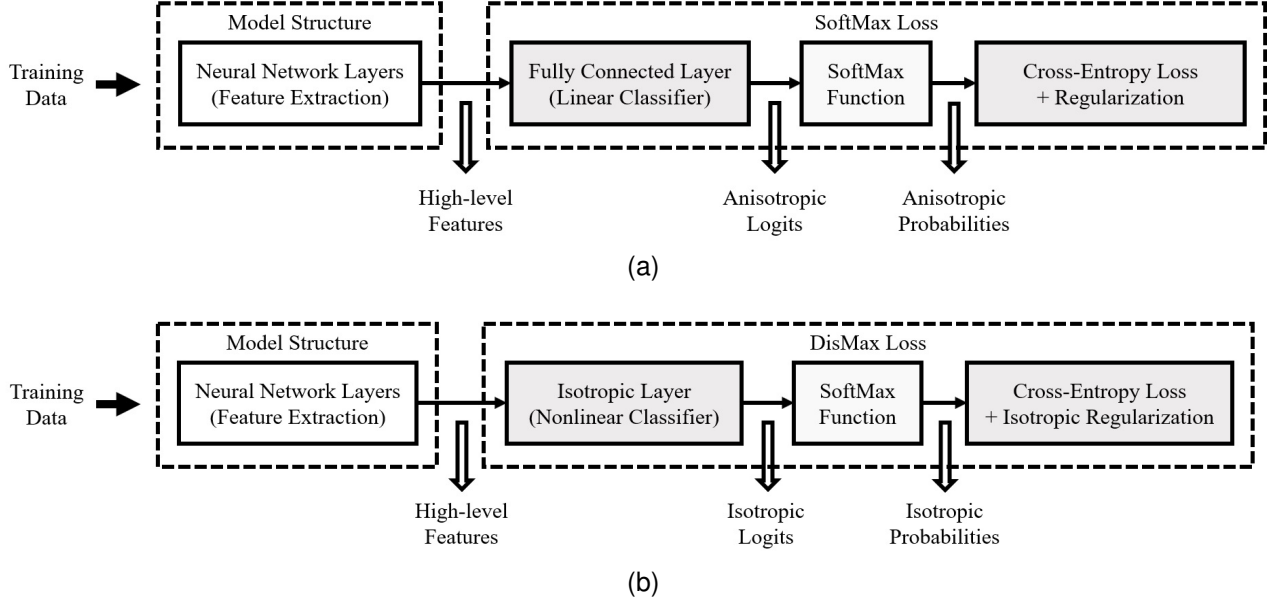 Model Structure
SoftMax Loss
Training
Data
Neural Network Layers
(Feature Extraction)
Fully Connected Layer
(Linear Classifier)
SoftMax
Function
Cross-Entropy Loss
+ Regularization
High-level
Features
Anisotropic
Logits
Anisotropic
Probabilities
(a)
Model Structure
DisMax Loss
Training
Data
Neural Network Layers
(Feature Extraction)
Isotropic Layer
(Nonlinear Classifier)
SoftMax
Function
Cross-Entropy Loss
+ Isotropic Regularization
High-level
Features
Isotropic
Logits
Isotropic
Probabilities
(b)